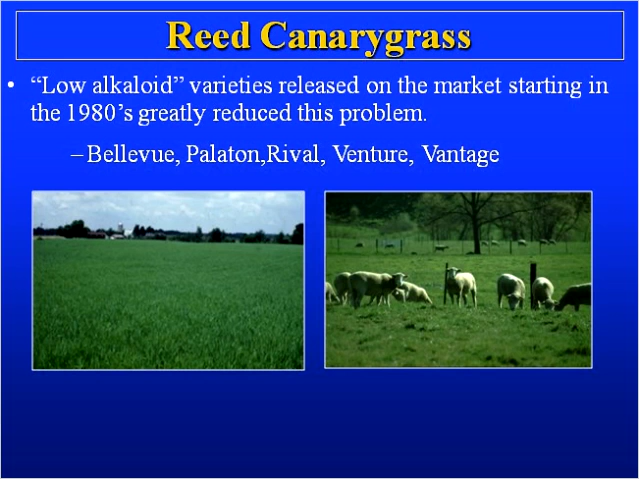 Reed Canarygrass
• “Low alkaloid” varieties released on the market starting in
the 1980’s greatly reduced this problem.
– Bellevue, Palaton,Rival, Venture, Vantage